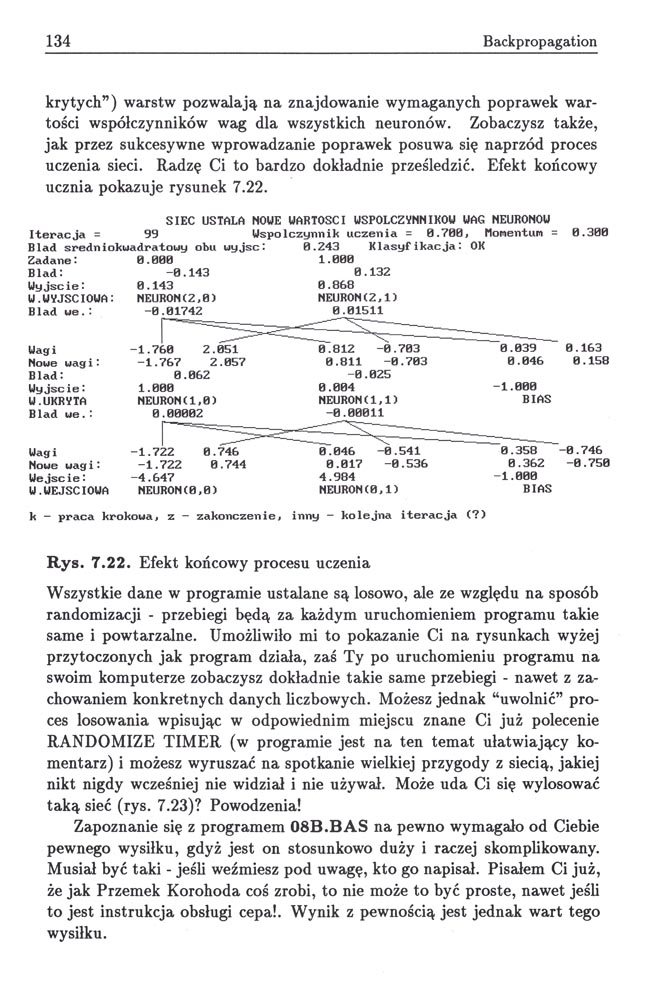 134 Backpropagation
krytych") warstw pozwalają na znajdowanie wymaganych poprawek war-
tości współczynników wag dla wszystkich neuronów. Zobaczysz także,
jak przez sukcesywne wprowadzanie poprawek posuwa się naprzód proces
uczenia sieci. Radzę Ci to bardzo dokładnie prześledzić. Efekt końcowy
ucznia pokazuje rysunek 7.22.
SIEC USTALA NOWE WARTOSCI WSPOLCZYNNIKOW WAG NEURONOW
Iteracja = 99 Wspolczynnik uczenia = 0.700, Momentum = 0.300
Blad sredniokwadratowy obu wyjsc: 0.243 Klasyfikacja: OK
Zadane: 0.000 1.000
Blad: -0.143 0.132
Wyjscie: 0.143 0.868
W.WYJSCIOWA: NEURON(2,0) NEURON(2,1)
Blad we.: -0.01742 0.01511
Wagi -1.760 2.051 0.812 -0.703 0.039 0.163
Nowe wagi: -1.767 2.057 0.811 -0.703 0.046 0.158
Blad: 0.062 -0.025
Wyjscie: 1.000 0.004 -1.000
W.UKRYTA NEURON(1,0) NEURON(1,1) BIAS
Blad we.: 0.00002 -0.00011
Wagi -1.722 0.746 0.046 -0.541 0.358 -0.746
Nowe wagi: -1.722 0.744 0.017 -0.536 0.362 -0.750
Wejscie: -4.647 4.984 -1.000
W.WEJSCIOWA NEURON(0,0) NEURON(0,1) BIAS
k - praca krokowa, z - zakonczenie, inny - kolejna iteracja (?)
Rys. 7.22. Efekt końcowy procesu uczenia
Wszystkie dane w programie ustalane są losowo, ale ze względu na sposób
randomizacji - przebiegi będą za każdym uruchomieniem programu takie
same i powtarzalne. Umożliwiło mi to pokazanie Ci na rysunkach wyżej
przytoczonych jak program działa, zaś Ty po uruchomieniu programu na
swoim komputerze zobaczysz dokładnie takie same przebiegi - nawet z za-
chowaniem konkretnych danych liczbowych. Możesz jednak "uwolnić" pro-
ces losowania wpisując w odpowiednim miejscu znane Ci już polecenie
RANDOMIZE TIMER (w programie jest na ten temat ułatwiający ko-
mentarz) i możesz wyruszać na spotkanie wielkiej przygody z siecią, jakiej
nikt nigdy wcześniej nie widział i nie używał. Może uda Ci się wylosować
taką sieć (rys. 7.23)? Powodzenia!
Zapoznanie się z programem 08B.BAS na pewno wymagało od Ciebie
pewnego wysiłku, gdyż jest on stosunkowo duży i raczej skomplikowany.
Musiał być taki - jeśli weźmiesz pod uwagę, kto go napisał. Pisałem Ci już,
że jak Przemek Korohoda coś zrobi, to nie może to być proste, nawet jeśli
to jest instrukcja obsługi cepa!. Wynik z pewnością jest jednak wart tego
wysiłku.